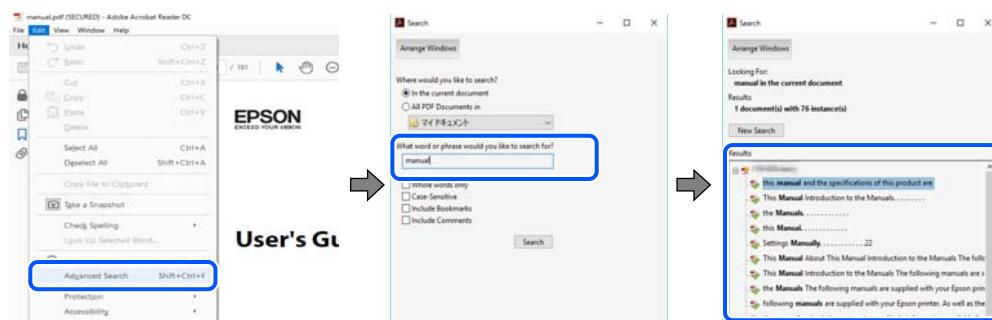 manual.pdf (SECURED) - Adobe Acrobat Reader DC
File Edit View Window Help
Undo Ctrl+Z
Redo Shift+Ctrl+Z
Cut Ctrl+X
Copy Ctrl+C
Paste Ctrl+V
Delete
Select All Ctrl+A
Deselect All Shift+Ctrl+A
Copy File to Clipboard
Take a Snapshot
Check Spelling
Look Up Selected Word...
Advanced Search Shift+Ctrl+F
Protection
Accessibility
/ 181
EPSON
EXCEED YOUR VISION
User's Gu
Search
Arrange Windows
Where would you like to search?
In the current document
All PDF Documents in
マイ ドキュメント
What word or phrase would you like to search for?
manual
Whole words only
Case-Sensitive
Include Bookmarks
Include Comments
Search
Search
Arrange Windows
Looking For:
manual in the current document
Results:
1 document(s) with 76 instance(s)
New Search
Results:
this manual and the specifications of this product are
This Manual Introduction to the Manuals. . . . . . . . .
the Manuals. . . . . . . . . . . .
this Manual. . . . . . . . . . . .
Settings Manually. . . . . . . . . . . .22
This Manual About This Manual Introduction to the Manuals The follo
This Manual Introduction to the Manuals The following manuals are s
the Manuals The following manuals are supplied with your Epson prin
following manuals are supplied with your Epson printer. As well as the